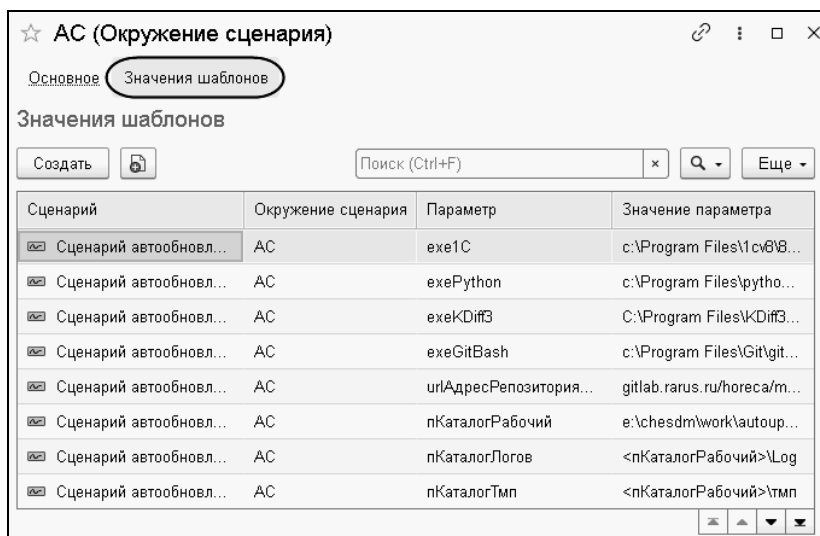 АС (Окружение сценария)
Основное Значения шаблонов
Значения шаблонов
Создать Поиск (Ctrl+F) × Еще
Сценарий Окружение сценария Параметр Значение параметра
Сценарий автообновл... АС exe1C c:\Program Files\1cv8\8...
Сценарий автообновл... АС exePython c:\Program Files\pytho...
Сценарий автообновл... АС exeKDiff3 C:\Program Files\KDiff3...
Сценарий автообновл... АС exeGitBash c:\Program Files\Git\git...
Сценарий автообновл... АС urlАдресРепозитория... gitlab.rarus.ru/horeca/m...
Сценарий автообновл... АС пКаталогРабочий e:\chesdm\work\autoup...
Сценарий автообновл... АС пКаталогЛогов <пКаталогРабочий>\Log
Сценарий автообновл... АС пКаталогТмп <пКаталогРабочий>\тмп